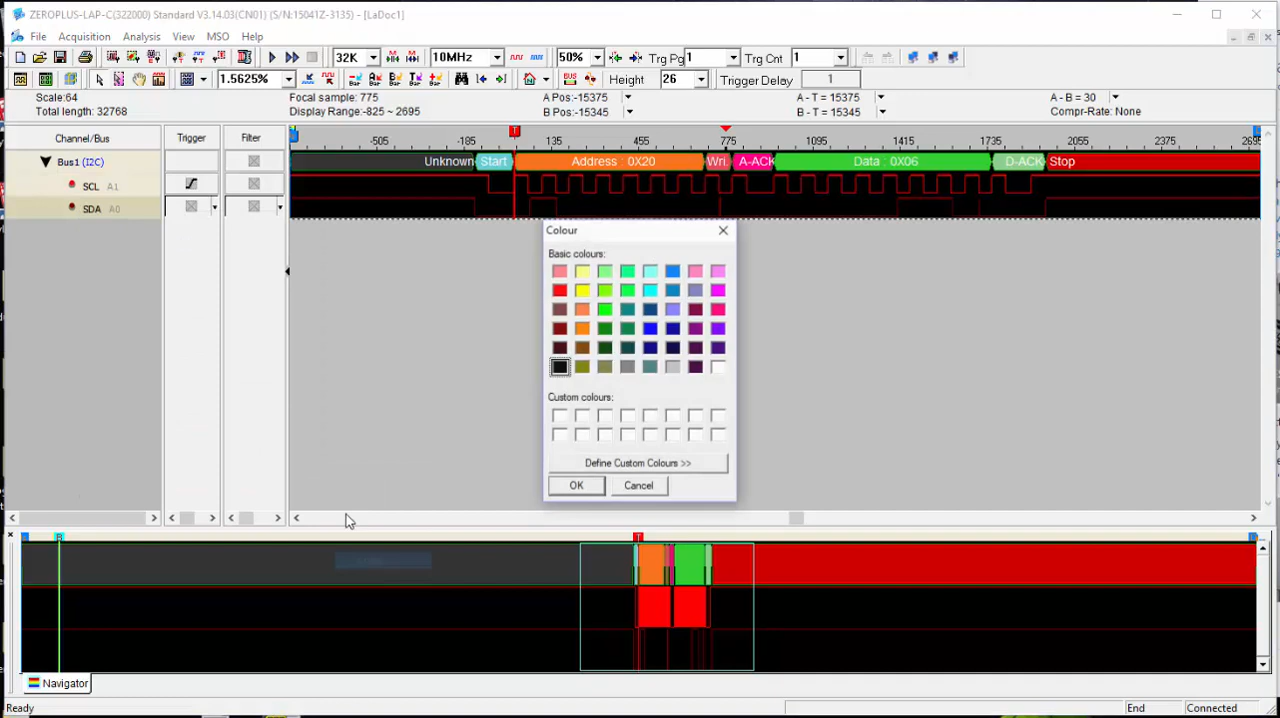 ZEROPLUS-LAP-C(322000) Standard V3.14.03(CN01) (S/N:15041Z-3135) - [LaDoc1]
File Acquisition Analysis View MSO Help
32K 10MHz 50% Trg Pg 1 Trg Cnt 1
1.5625% Height 26 Trigger Delay 1
Scale:64 Focal sample: 775 A Pos:-15375 A - T = 15375 A - B = 30
Total length: 32768 Display Range:-825 ~ 2695 B Pos:-15345 B - T = 15345 Compr-Rate: None
Channel/Bus Trigger Filter -505 -195 T 135 455 775 1095 1415 1735 2055 2375 2695
Bus1 (I2C) Unknown Start Address : 0X20 Wri. A-ACK Data : 0X06 D-ACK Stop
SCL A1
SDA A0
Colour
Basic colours:
Custom colours:
Define Custom Colours >>
OK Cancel
B T
Navigator
Ready End Connected